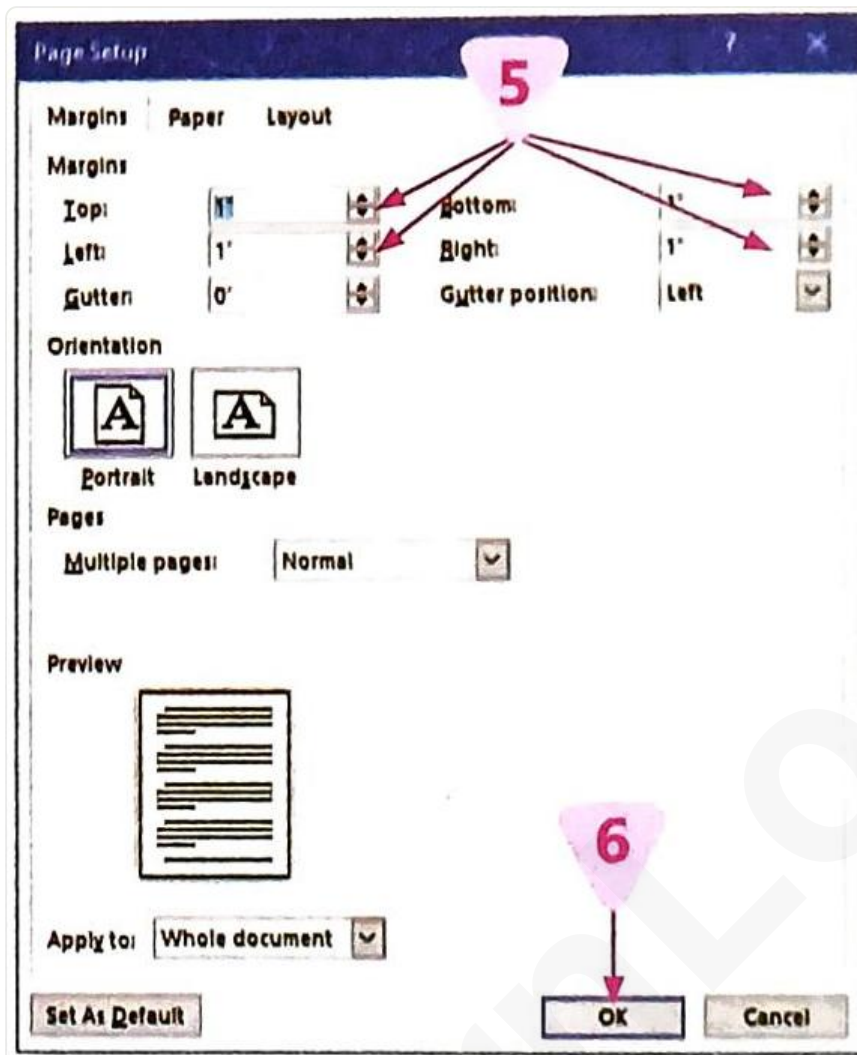 Page Setup ? ×
5
Margins Paper Layout
Margins
Top: 1" Bottom: 1"
Left: 1" Right: 1"
Gutter: 0" Gutter position: Left
Orientation
A A
Portrait Landscape
Pages
Multiple pages: Normal
Preview
6
Apply to: Whole document
Set As Default OK Cancel